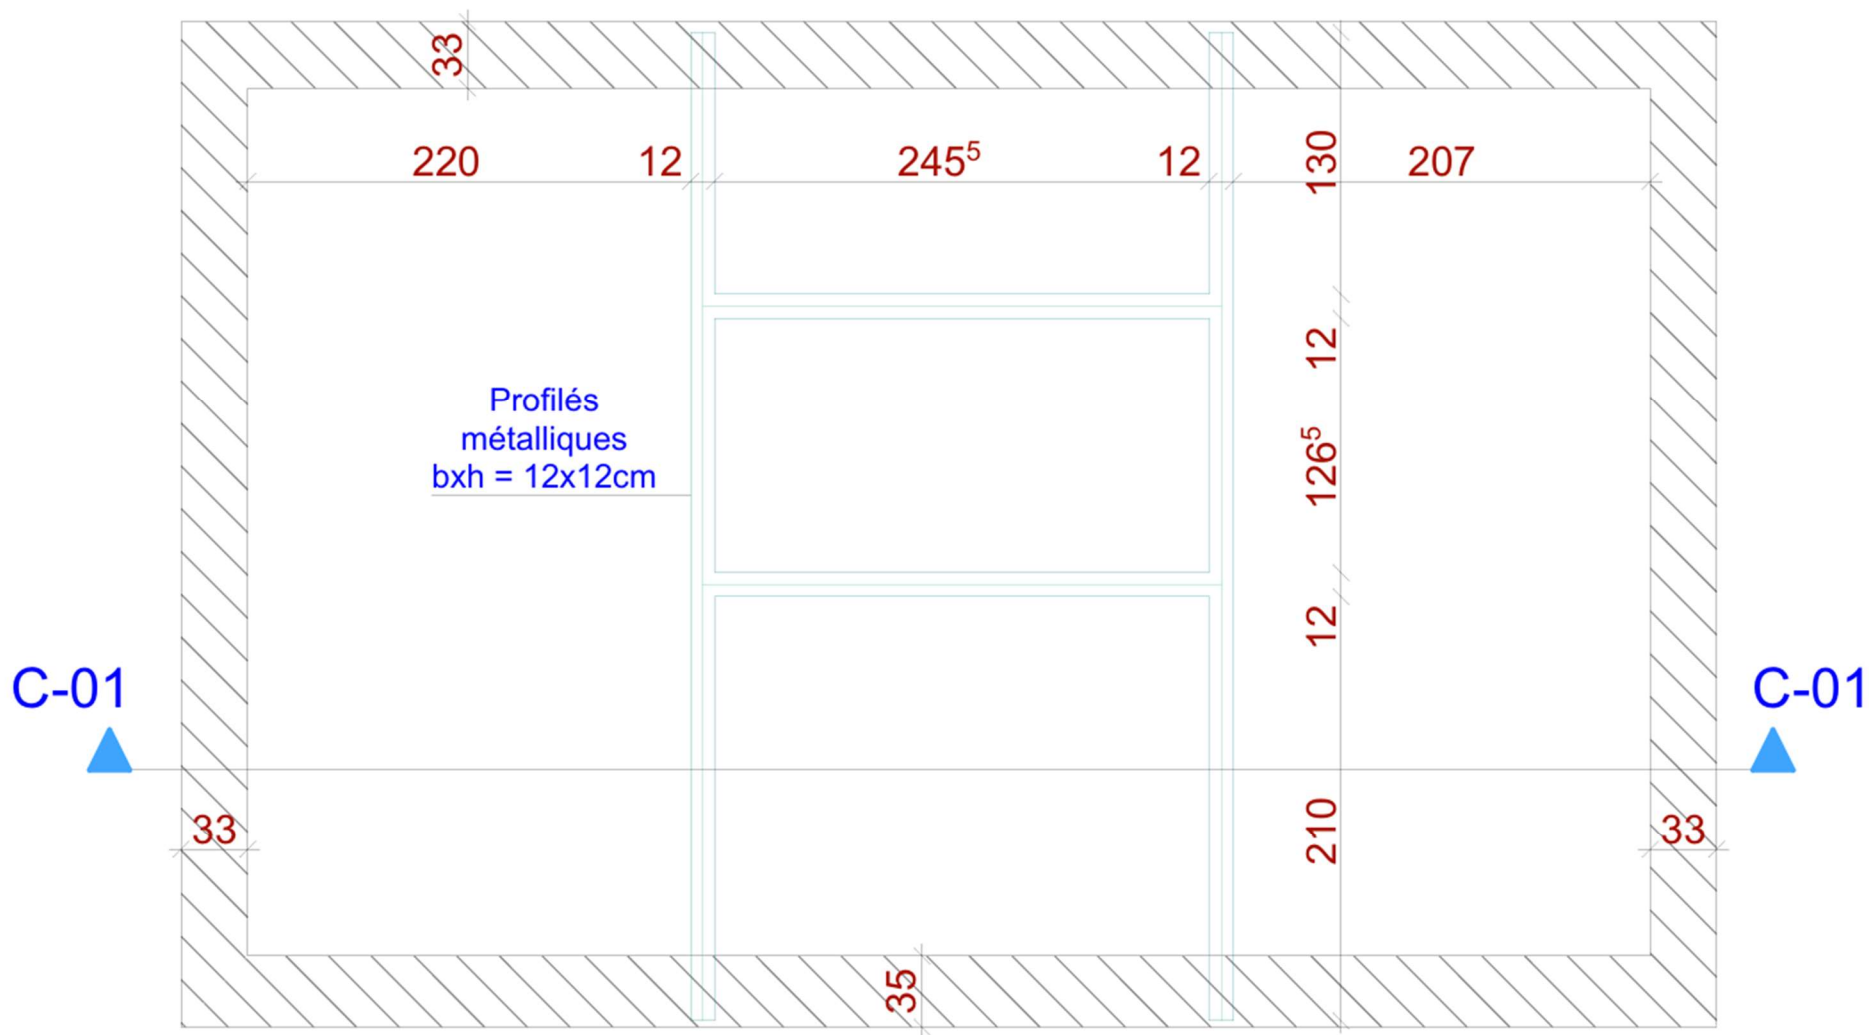 33
220 12 245⁵ 12 130 207
12
Profilés
métalliques
bxh = 12x12cm
126⁵
12
C-01 C-01
33 210 33
35